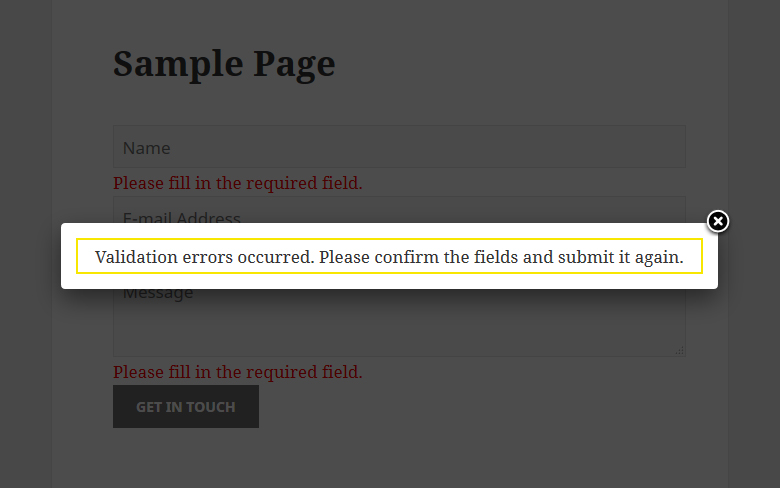 Sample Page
Name
Please fill in the required field.
E-mail Address
Validation errors occurred. Please confirm the fields and submit it again.
Message
Please fill in the required field.
GET IN TOUCH